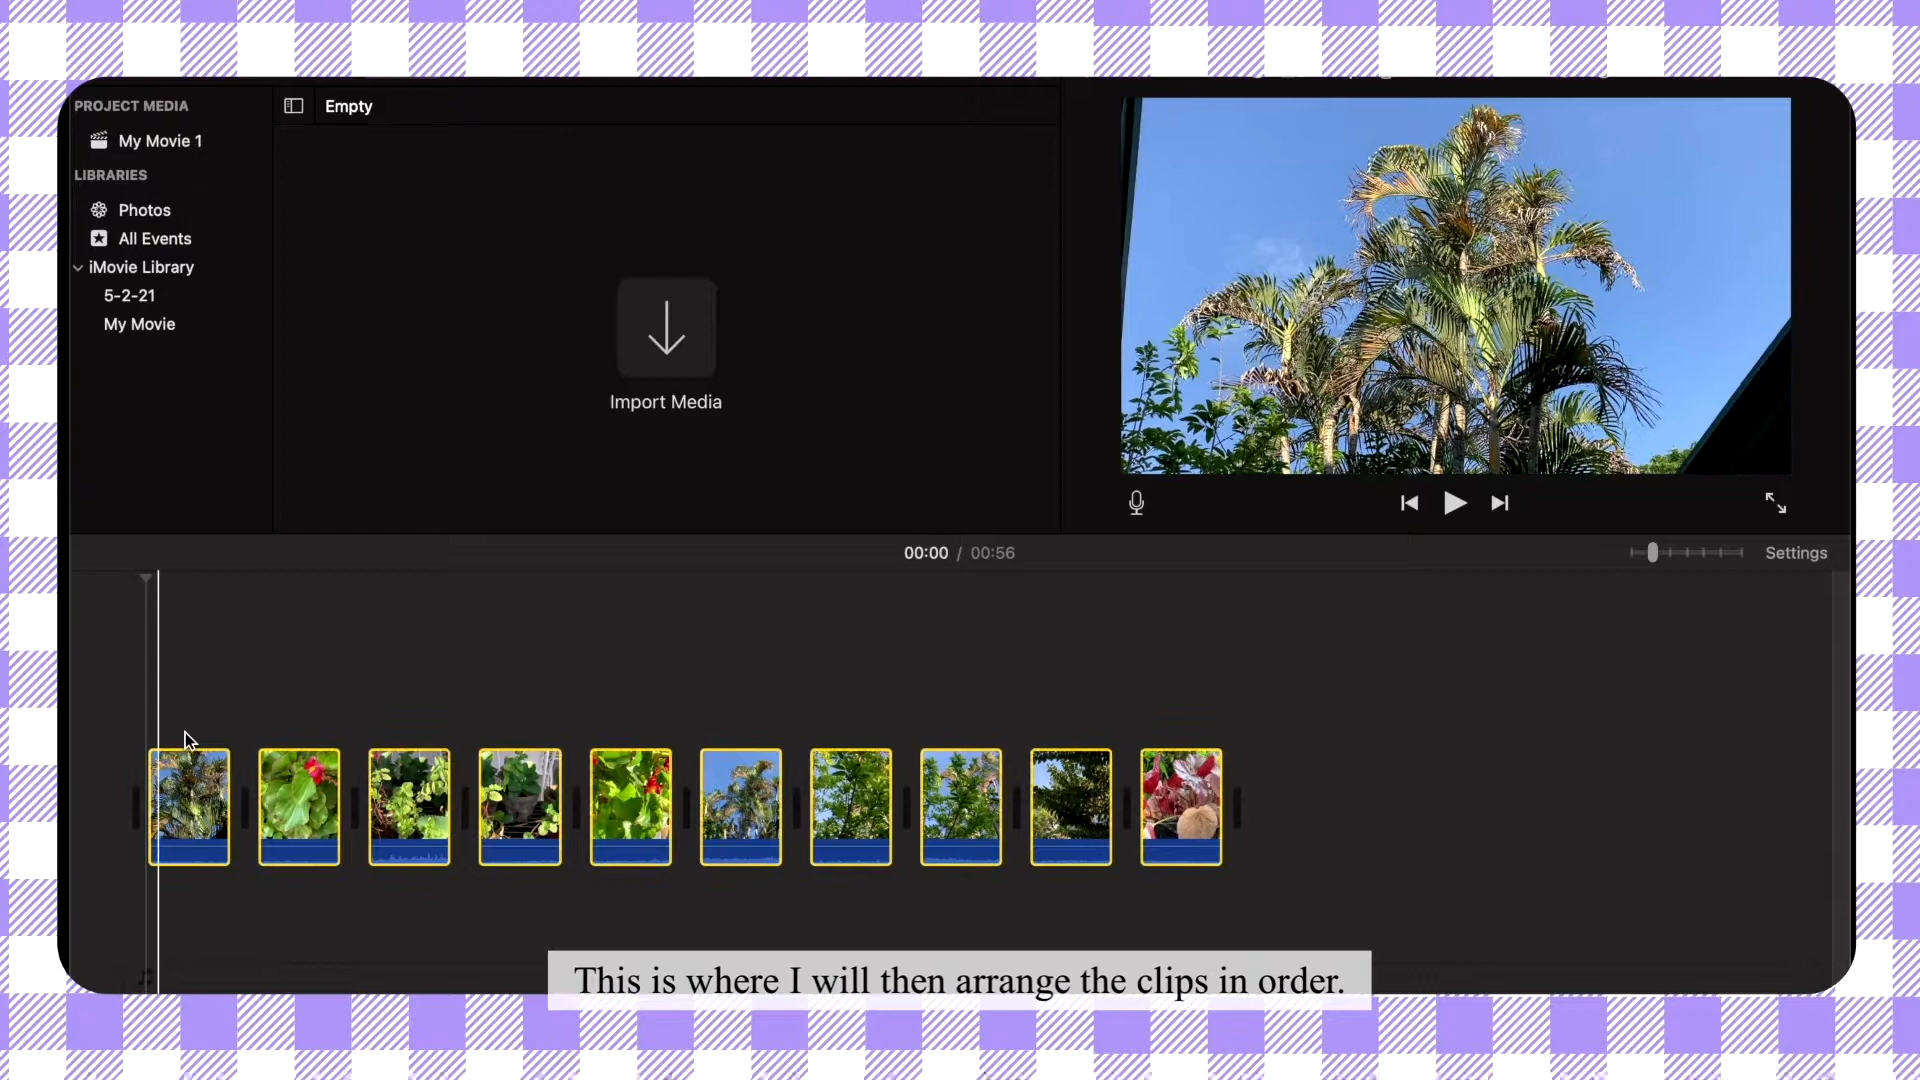 PROJECT MEDIA
My Movie 1
LIBRARIES
Photos
All Events
iMovie Library
5-2-21
My Movie
Empty
Import Media
00:00 / 00:56
Settings
This is where I will then arrange the clips in order.